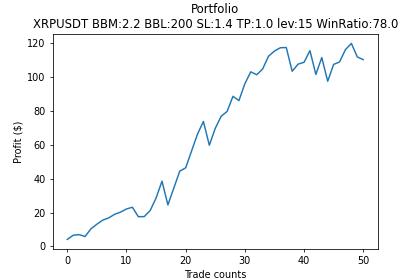 Portfolio
XRPUSDT BBM:2.2 BBL:200 SL:1.4 TP:1.0 lev:15 WinRatio:78.0
120
100
80
60
40
20
0
Profit ($)
0 10 20 30 40 50
Trade counts